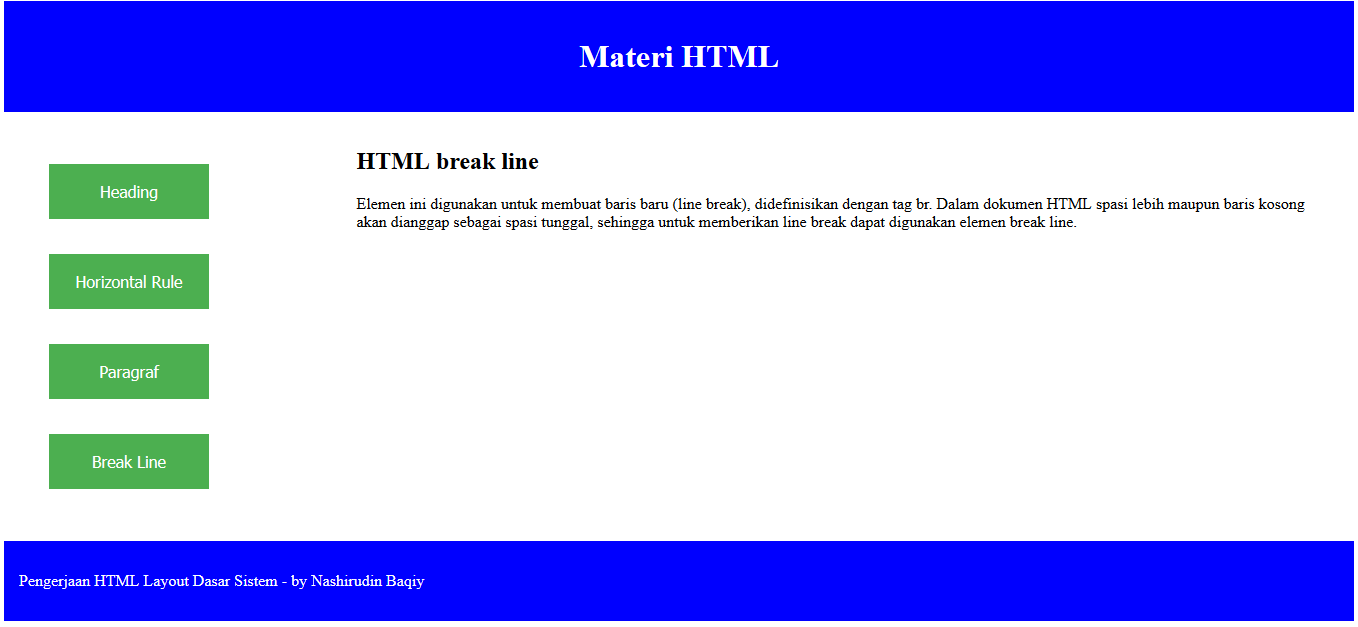 Materi HTML
Heading
Horizontal Rule
Paragraf
Break Line
HTML break line
Elemen ini digunakan untuk membuat baris baru (line break), didefinisikan dengan tag br. Dalam dokumen HTML spasi lebih maupun baris kosong
akan dianggap sebagai spasi tunggal, sehingga untuk memberikan line break dapat digunakan elemen break line.
Pengerjaan HTML Layout Dasar Sistem - by Nashirudin Baqiy